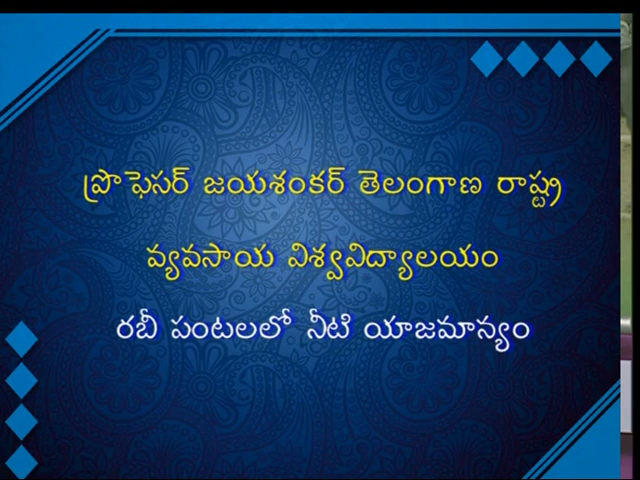 ప్రొఫెసర్ జయశంకర్ తెలంగాణ రాష్ట్ర
వ్యవసాయ విశ్వవిద్యాలయం
రబీ పంటలలో నీటి యాజమాన్యం